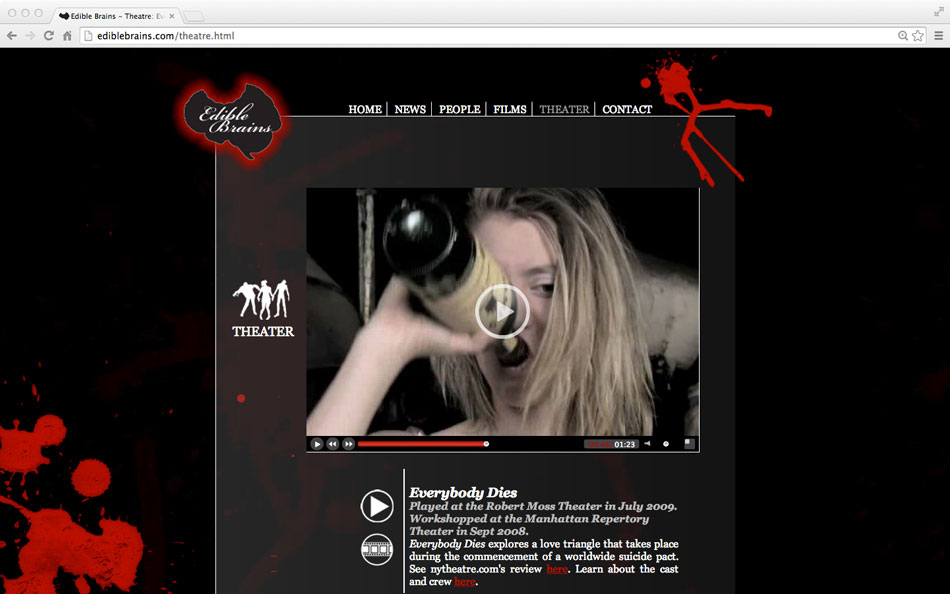 Edible Brains - Theatre: Ev
ediblebrains.com/theatre.html
Edible
Brains
HOME | NEWS | PEOPLE | FILMS | THEATER | CONTACT
THEATER
01:23
Everybody Dies
Played at the Robert Moss Theater in July 2009.
Workshopped at the Manhattan Repertory
Theater in Sept 2008.
Everybody Dies explores a love triangle that takes place
during the commencement of a worldwide suicide pact.
See nytheatre.com's review here. Learn about the cast
and crew here.